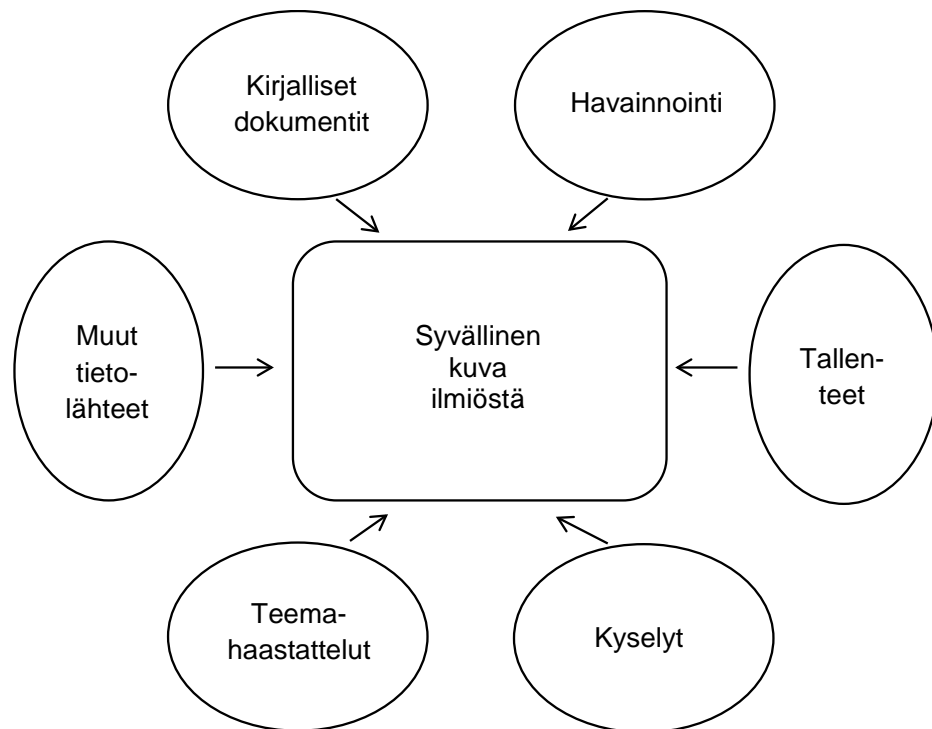 Kirjalliset
dokumentit
Havainnointi
Muut
tieto-
lähteet
Syvällinen
kuva
ilmiöstä
Tallen-
teet
Teema-
haastattelut
Kyselyt